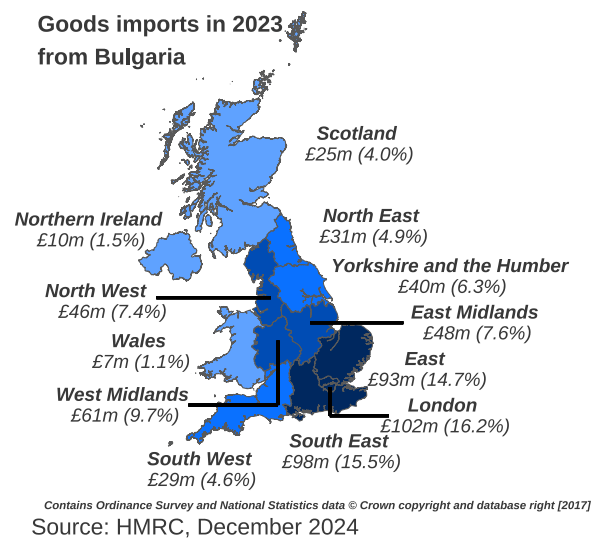 Goods imports in 2023
from Bulgaria
Scotland
£25m (4.0%)
Northern Ireland
£10m (1.5%)
North East
£31m (4.9%)
Yorkshire and the Humber
£40m (6.3%)
North West
£46m (7.4%)
East Midlands
£48m (7.6%)
Wales
£7m (1.1%)
East
£93m (14.7%)
West Midlands
£61m (9.7%)
London
£102m (16.2%)
South East
£98m (15.5%)
South West
£29m (4.6%)
Contains Ordinance Survey and National Statistics data © Crown copyright and database right [2017]
Source: HMRC, December 2024